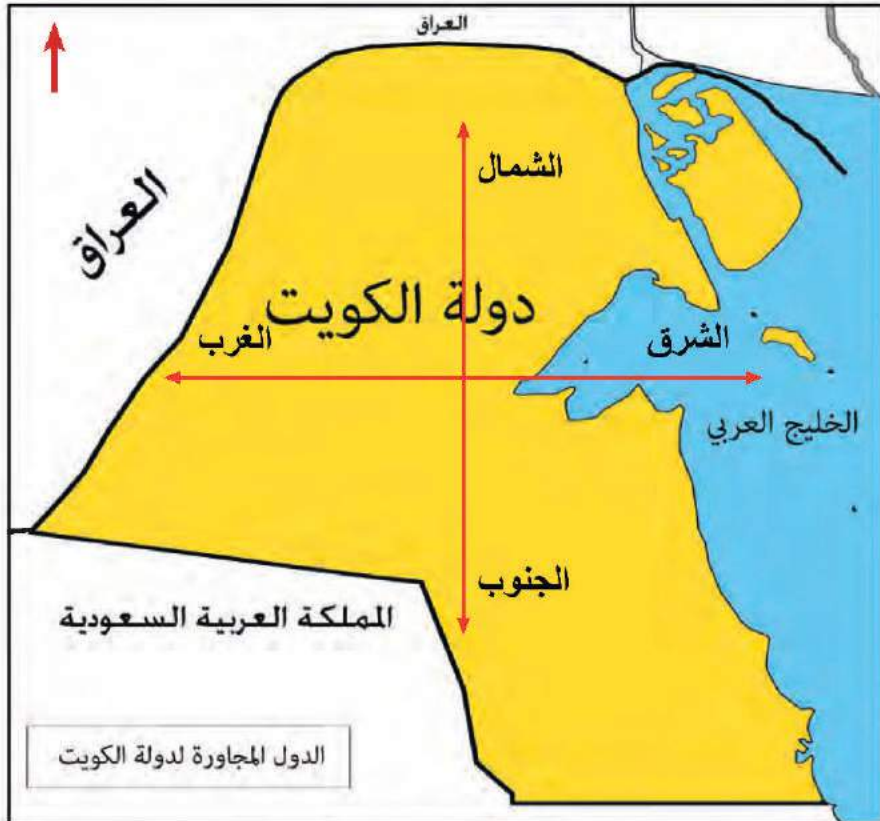 العراق
الشمال
العراق
دولة الكويت
الشرق
الغرب
الخليج العربي
الجنوب
المملكة العربية السعودية
الدول المجاورة لدولة الكويت